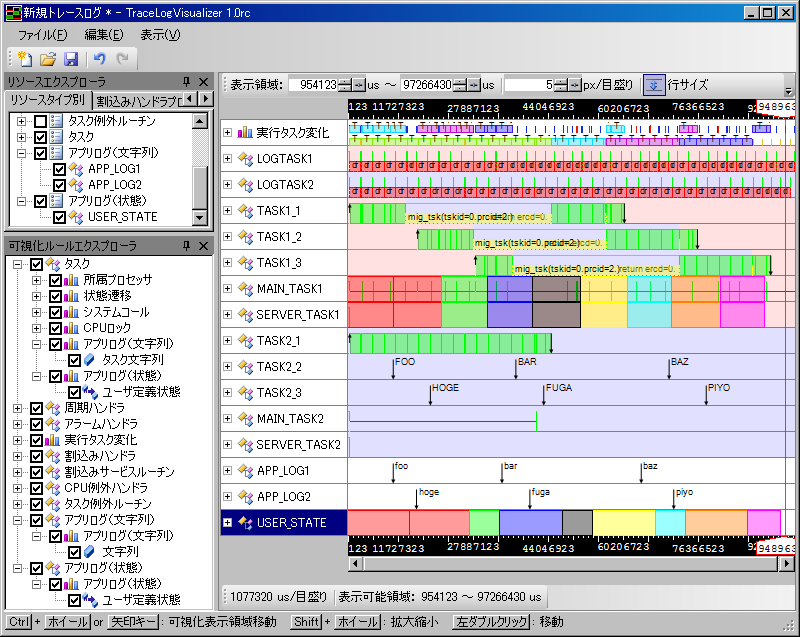 新規トレースログ * - TraceLogVisualizer 1.0rc
ファイル(F) 編集(E) 表示(V)
リソースエクスプローラ
リソースタイプ別 割込みハンドラプロ
タスク例外ルーチン
タスク
アプリログ(文字列)
APP_LOG1
APP_LOG2
アプリログ(状態)
USER_STATE
可視化ルールエクスプローラ
タスク
所属プロセッサ
状態遷移
システムコール
CPUロック
アプリログ(文字列)
タスク文字列
アプリログ(状態)
ユーザ定義状態
周期ハンドラ
アラームハンドラ
実行タスク変化
割込みハンドラ
割込みサービスルーチン
CPU例外ハンドラ
タスク例外ルーチン
アプリログ(文字列)
アプリログ(文字列)
文字列
アプリログ(状態)
アプリログ(状態)
ユーザ定義状態
表示領域: 954123 us ～ 97266430 us 5 px/目盛り 行サイズ
123 11727323 27887123 44046923 60206723 76366523 92 94896
実行タスク変化
LOGTASK1
LOGTASK2
TASK1_1 mig_tsk(tskid=0.prcid=2.)
TASK1_2 mig_tsk(tskid=0.prcid=2.)
TASK1_3 mig_tsk(tskid=0.prcid=2.)return ercd=0.
MAIN_TASK1
SERVER_TASK1
TASK2_1
TASK2_2 FOO BAR BAZ
TASK2_3 HOGE FUGA PIYO
MAIN_TASK2
SERVER_TASK2
APP_LOG1 foo bar baz
APP_LOG2 hoge fuga piyo
USER_STATE
123 11727323 27887123 44046923 60206723 76366523 92 94896
1077320 us/目盛り 表示可能領域: 954123 ～ 97266430 us
Ctrl + ホイール or 矢印キー : 可視化表示領域移動 Shift + ホイール : 拡大縮小 左ダブルクリック : 移動